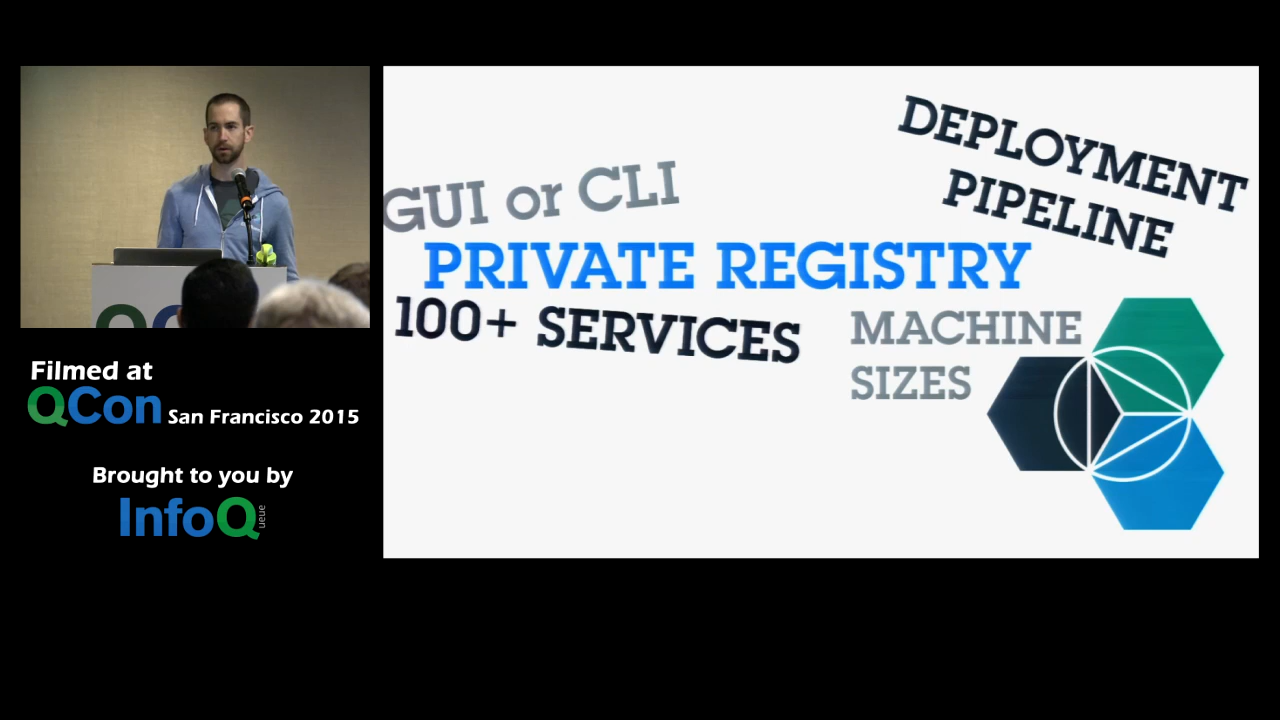 GUI or CLI
DEPLOYMENT
PIPELINE
PRIVATE REGISTRY
100+ SERVICES
MACHINE
SIZES
Filmed at
QCon San Francisco 2015
Brought to you by
InfoQ
ueue